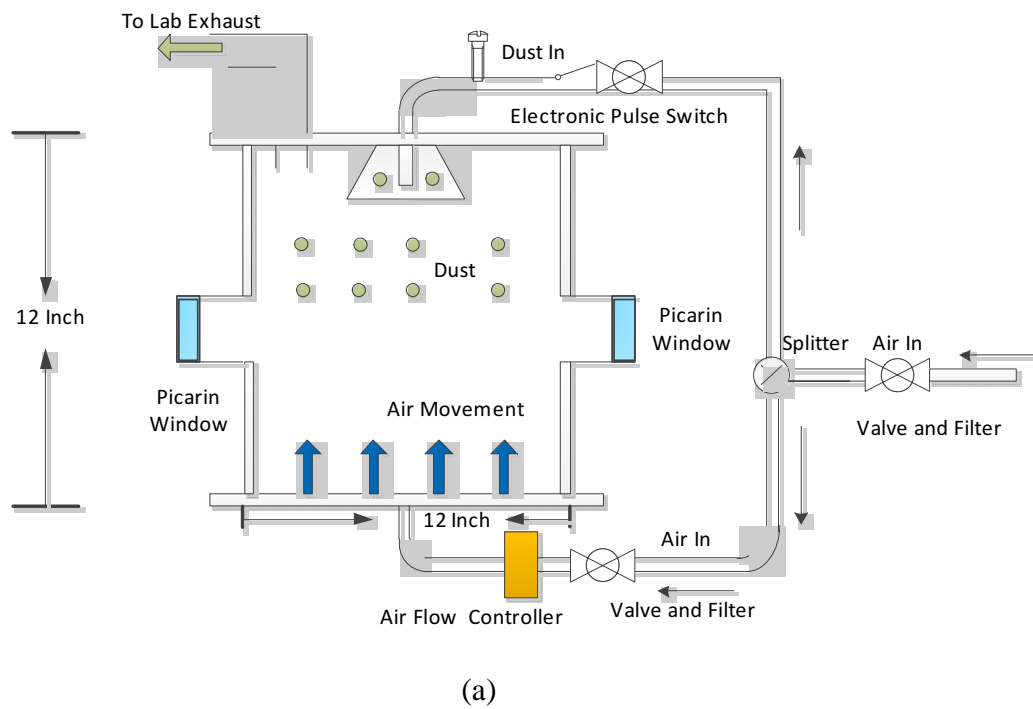 To Lab Exhaust
Dust In
Electronic Pulse Switch
Dust
12 Inch
Picarin
Window
Splitter
Air In
Picarin
Window
Air Movement
Valve and Filter
12 Inch
Air In
Air Flow Controller
Valve and Filter
(a)